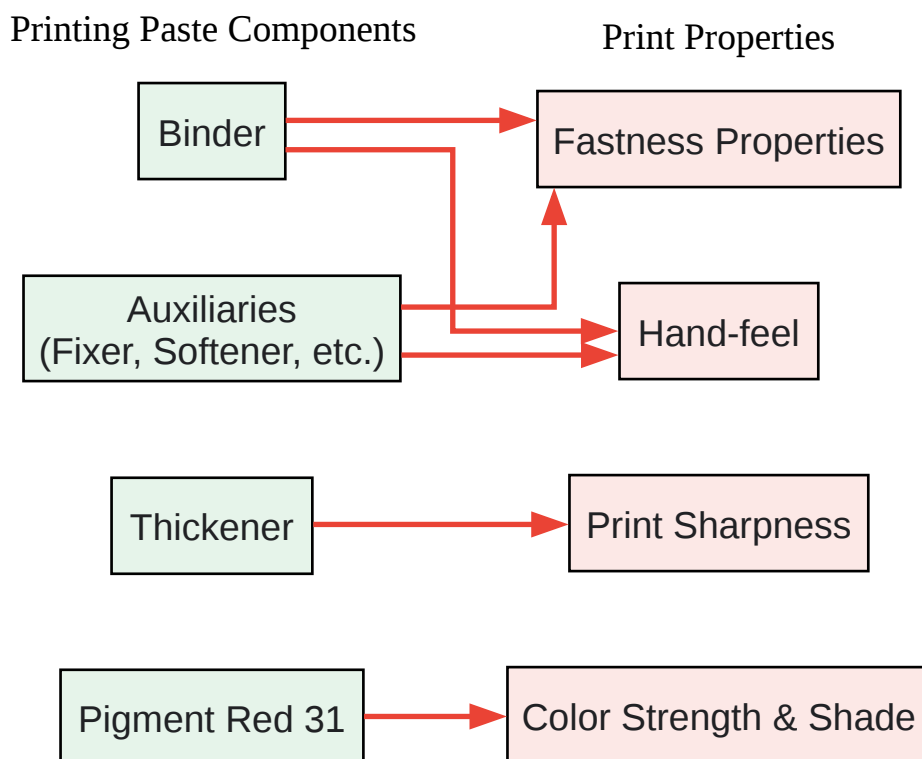 Printing Paste Components
Print Properties
Binder
Fastness Properties
Auxiliaries
(Fixer, Softener, etc.)
Hand-feel
Thickener
Print Sharpness
Pigment Red 31
Color Strength & Shade